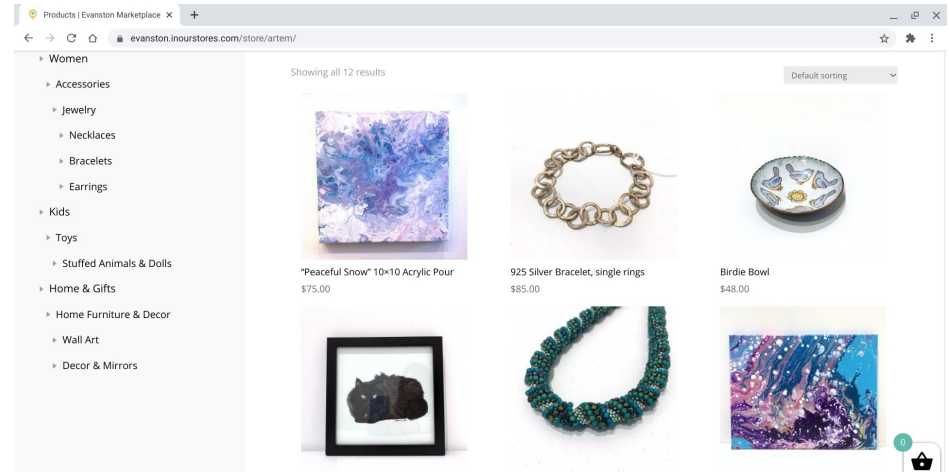 Products | Evanston Marketplace
evanston.inourstores.com/store/artem/
Women
Accessories
Jewelry
Necklaces
Bracelets
Earrings
Kids
Toys
Stuffed Animals & Dolls
Home & Gifts
Home Furniture & Decor
Wall Art
Decor & Mirrors
Showing all 12 results
Default sorting
“Peaceful Snow” 10×10 Acrylic Pour
$75.00
925 Silver Bracelet, single rings
$85.00
Birdie Bowl
$48.00
0